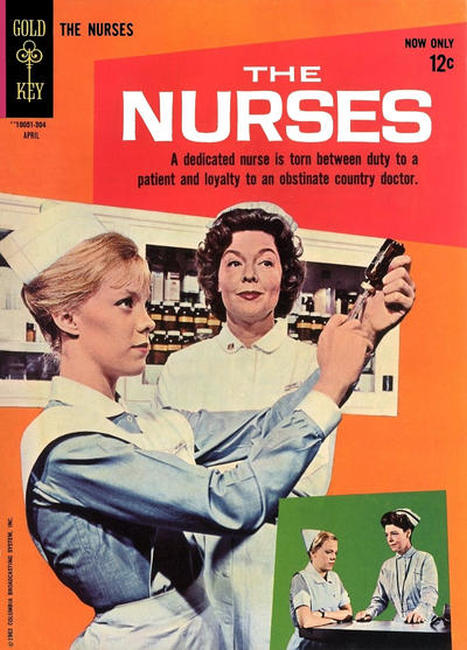 GOLD
KEY
THE NURSES
**10051-304
APRIL
NOW ONLY
12c
THE
NURSES
A dedicated nurse is torn between duty to a
patient and loyalty to an obstinate country doctor.
© 1963 COLUMBIA BROADCASTING SYSTEM, INC.